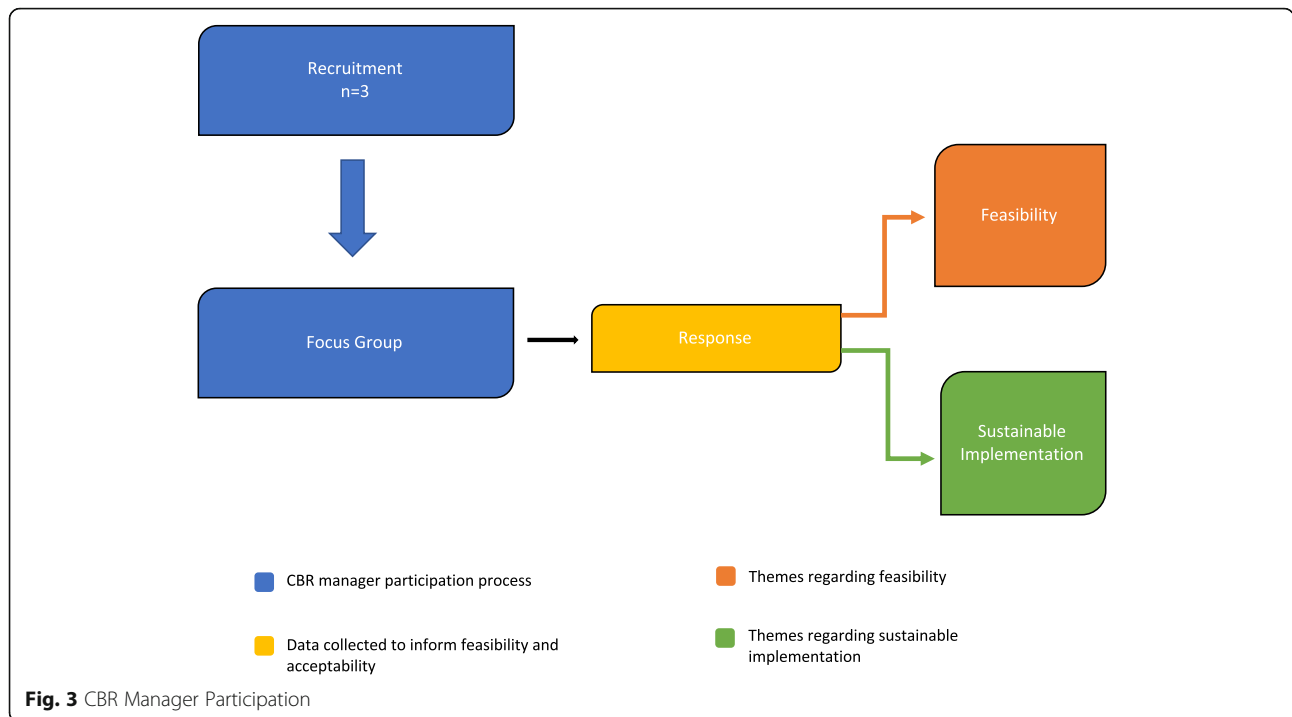 Recruitment
n=3
Feasibility
Focus Group
Response
Sustainable
Implementation
CBR manager participation process
Themes regarding feasibility
Data collected to inform feasibility and
acceptability
Themes regarding sustainable
implementation
Fig. 3 CBR Manager Participation